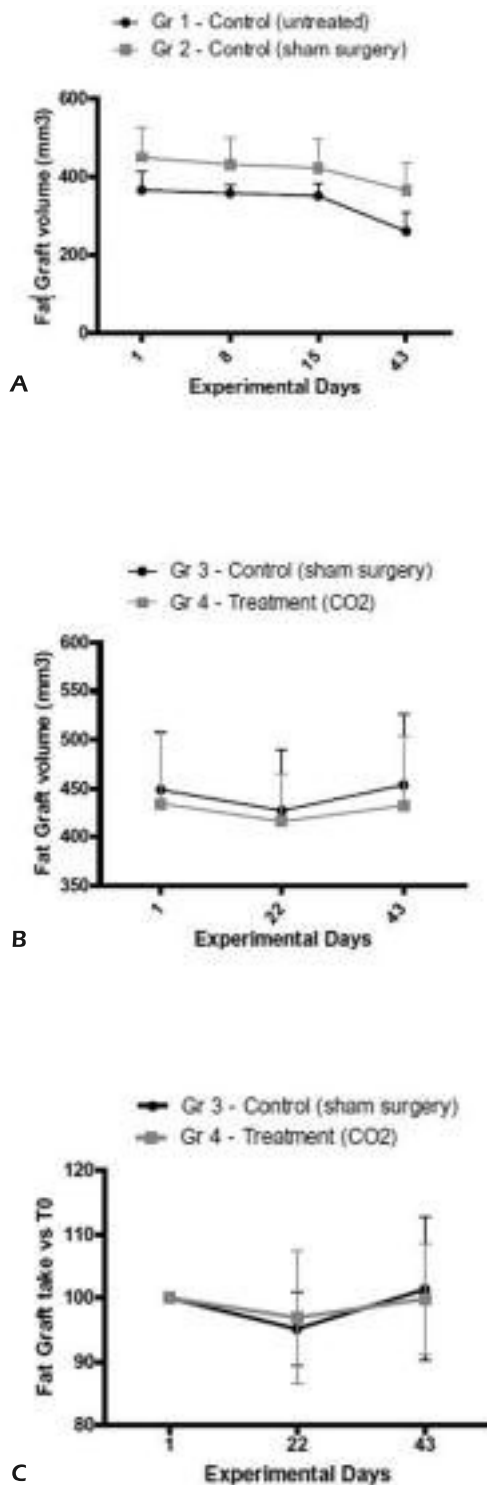 Gr 1 - Control (untreated)
Gr 2 - Control (sham surgery)
Fat Graft volume (mm3)
600
400
200
0
1
8
15
43
Experimental Days
A
Gr 3 - Control (sham surgery)
Gr 4 - Treatment (CO2)
Fat Graft volume (mm3)
600
550
500
450
400
350
1
22
43
Experimental Days
B
Gr 3 - Control (sham surgery)
Gr 4 - Treatment (CO2)
Fat Graft take vs T0
120
110
100
90
80
1
22
43
Experimental Days
C